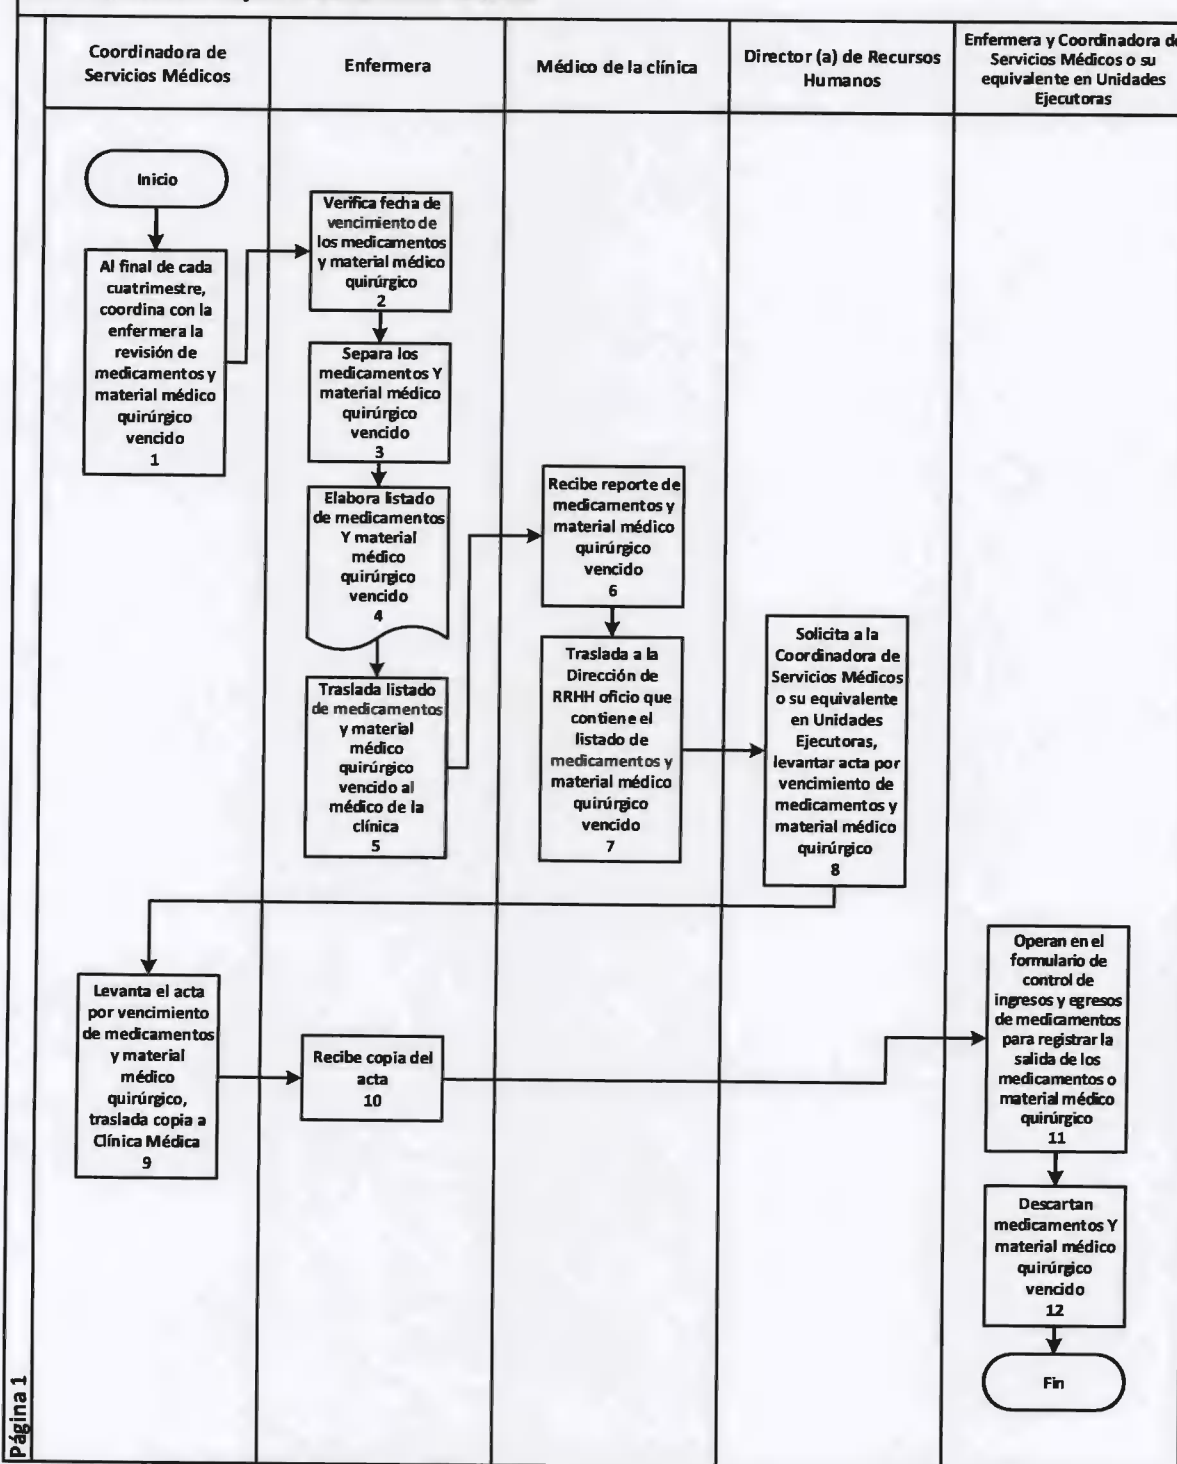 Coordinadora de
Servicios Médicos
Enfermera
Médico de la clínica
Director (a) de Recursos
Humanos
Enfermera y Coordinadora de
Servicios Médicos o su
equivalente en Unidades
Ejecutoras
Inicio
Al final de cada
cuatrimestre,
coordina con la
enfermera la
revisión de
medicamentos y
material médico
quirúrgico
vencido
1
Verifica fecha de
vencimiento de
los medicamentos
y material médico
quirúrgico
2
Separa los
medicamentos Y
material médico
quirúrgico
vencido
3
Elabora listado
de medicamentos
Y material
médico
quirúrgico
vencido
4
Traslada listado
de medicamentos
y material
médico
quirúrgico
vencido al
médico de la
clínica
5
Recibe reporte de
medicamentos y
material médico
quirúrgico
vencido
6
Traslada a la
Dirección de
RRHH oficio que
contiene el
listado de
medicamentos y
material médico
quirúrgico
vencido
7
Solicita a la
Coordinadora de
Servicios Médicos
o su equivalente
en Unidades
Ejecutoras,
levantar acta por
vencimiento de
medicamentos y
material médico
quirúrgico
8
Levanta el acta
por vencimiento
de medicamentos
y material
médico
quirúrgico,
traslada copia a
Clínica Médica
9
Recibe copia del
acta
10
Operan en el
formulario de
control de
ingresos y egresos
de medicamentos
para registrar la
salida de los
medicamentos o
material médico
quirúrgico
11
Descartan
medicamentos Y
material médico
quirúrgico
vencido
12
Fin
Página 1